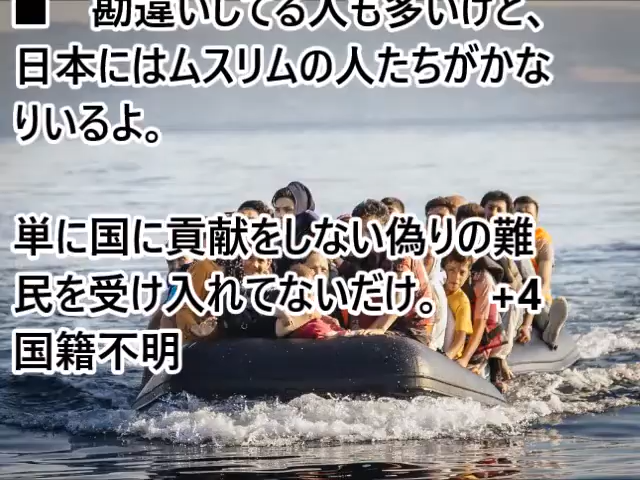 ■　勘違いしてる人も多いけど、
日本にはムスリムの人たちがかな
りいるよ。
単に国に貢献をしない偽りの難
民を受け入れてないだけ。　+4
国籍不明